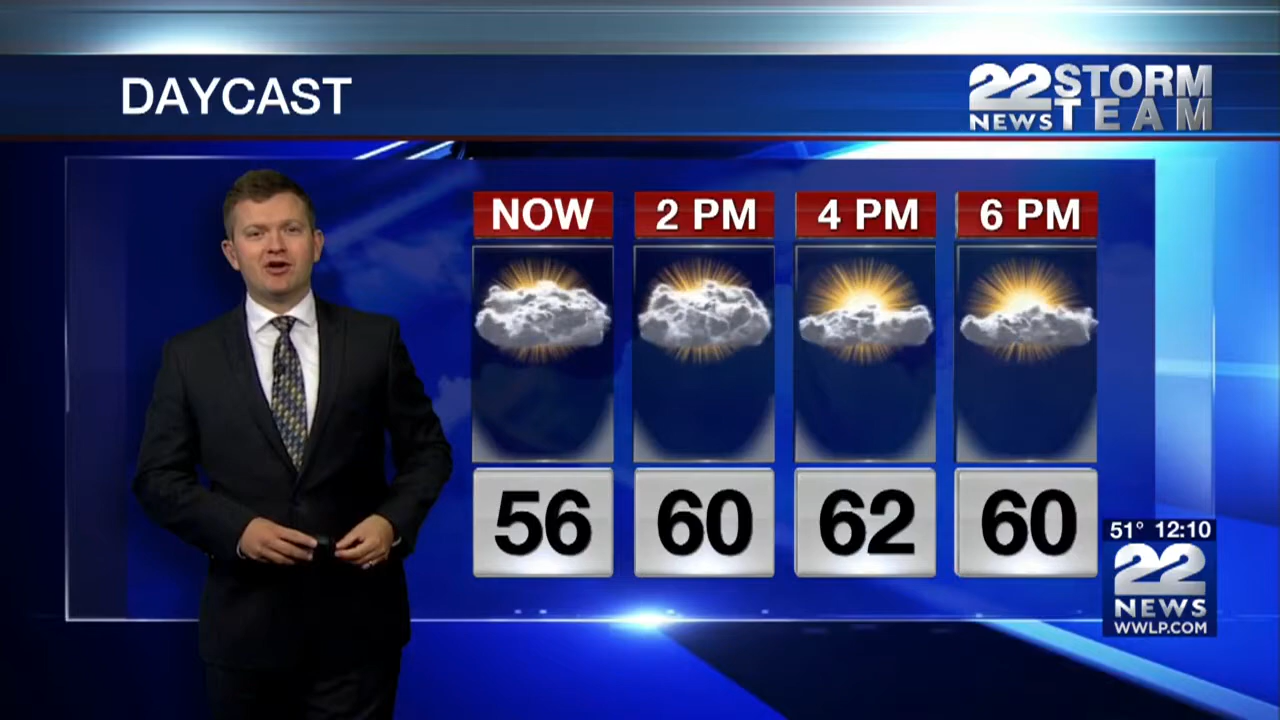 DAYCAST
22 STORM
NEWS TEAM
NOW 2 PM 4 PM 6 PM
56 60 62 60
51° 12:10
22
NEWS
WWLP.COM